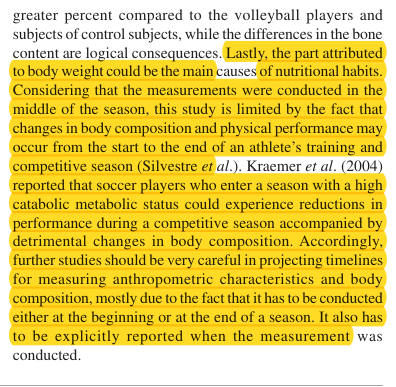 greater percent compared to the volleyball players and
subjects of control subjects, while the differences in the bone
content are logical consequences. Lastly, the part attributed
to body weight could be the main causes of nutritional habits.
Considering that the measurements were conducted in the
middle of the season, this study is limited by the fact that
changes in body composition and physical performance may
occur from the start to the end of an athlete's training and
competitive season (Silvestre et al.). Kraemer et al. (2004)
reported that soccer players who enter a season with a high
catabolic metabolic status could experience reductions in
performance during a competitive season accompanied by
detrimental changes in body composition. Accordingly,
further studies should be very careful in projecting timelines
for measuring anthropometric characteristics and body
composition, mostly due to the fact that it has to be conducted
either at the beginning or at the end of a season. It also has
to be explicitly reported when the measurement was
conducted.